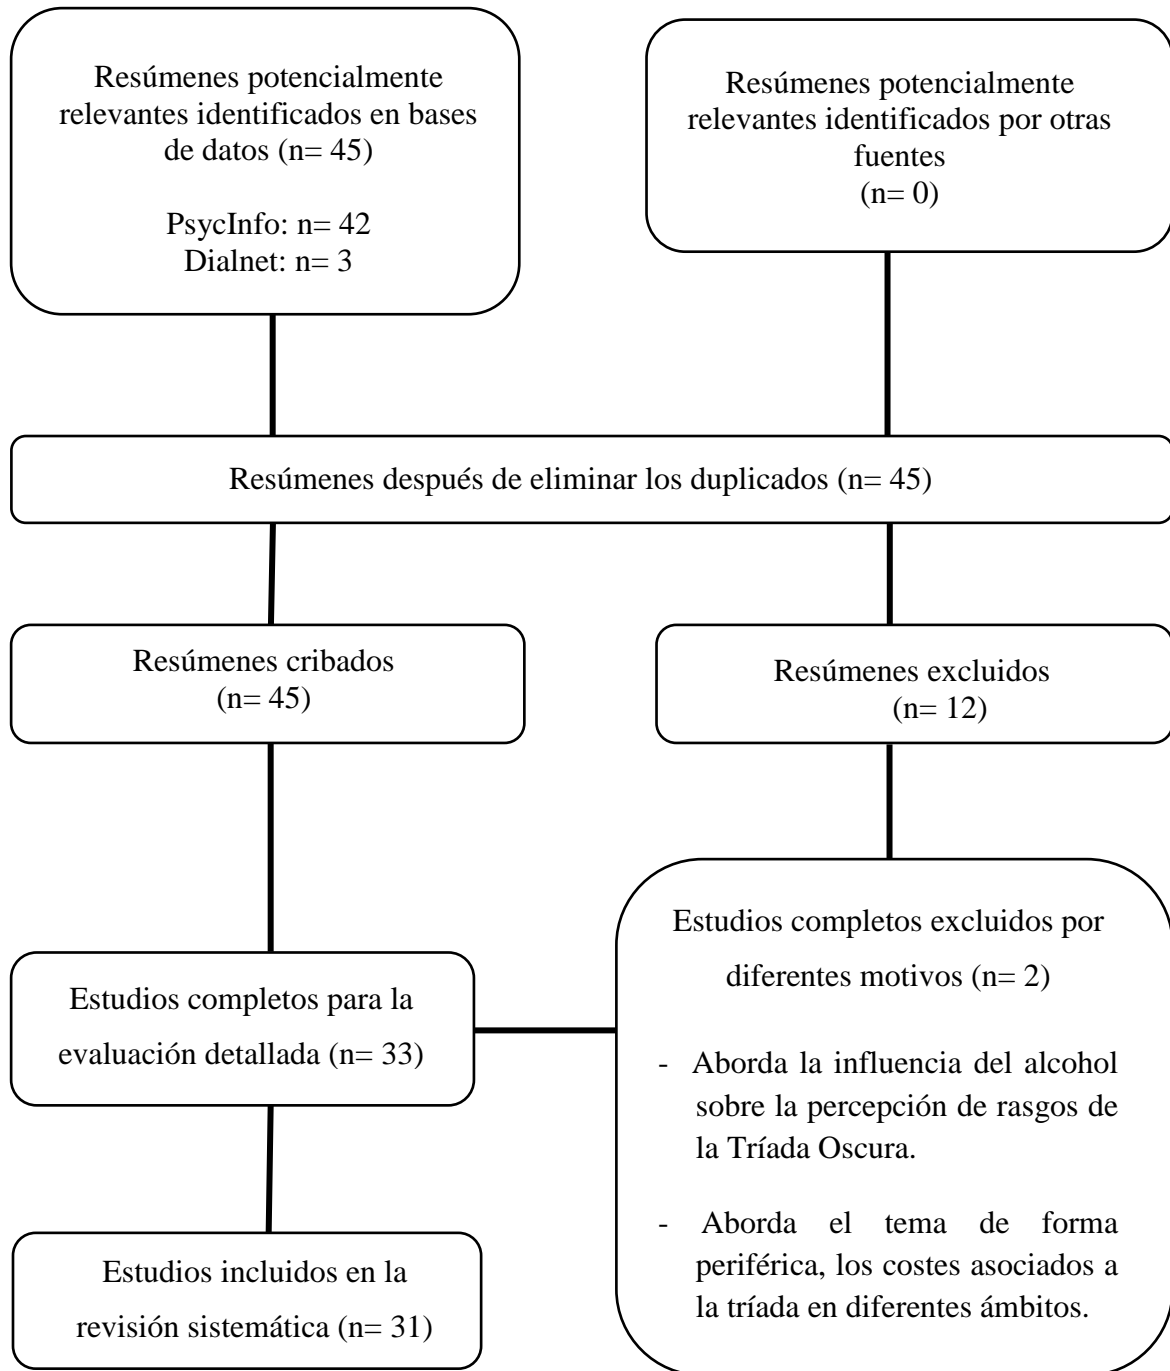 Resúmenes potencialmente
relevantes identificados en bases
de datos (n= 45)
PsycInfo: n= 42
Dialnet: n= 3
Resúmenes potencialmente
relevantes identificados por otras
fuentes
(n= 0)
Resúmenes después de eliminar los duplicados (n= 45)
Resúmenes cribados
(n= 45)
Resúmenes excluidos
(n= 12)
Estudios completos para la
evaluación detallada (n= 33)
Estudios completos excluidos por
diferentes motivos (n= 2)
- Aborda la influencia del alcohol
sobre la percepción de rasgos de
la Tríada Oscura.
- Aborda el tema de forma
periférica, los costes asociados a
la tríada en diferentes ámbitos.
Estudios incluidos en la
revisión sistemática (n= 31)